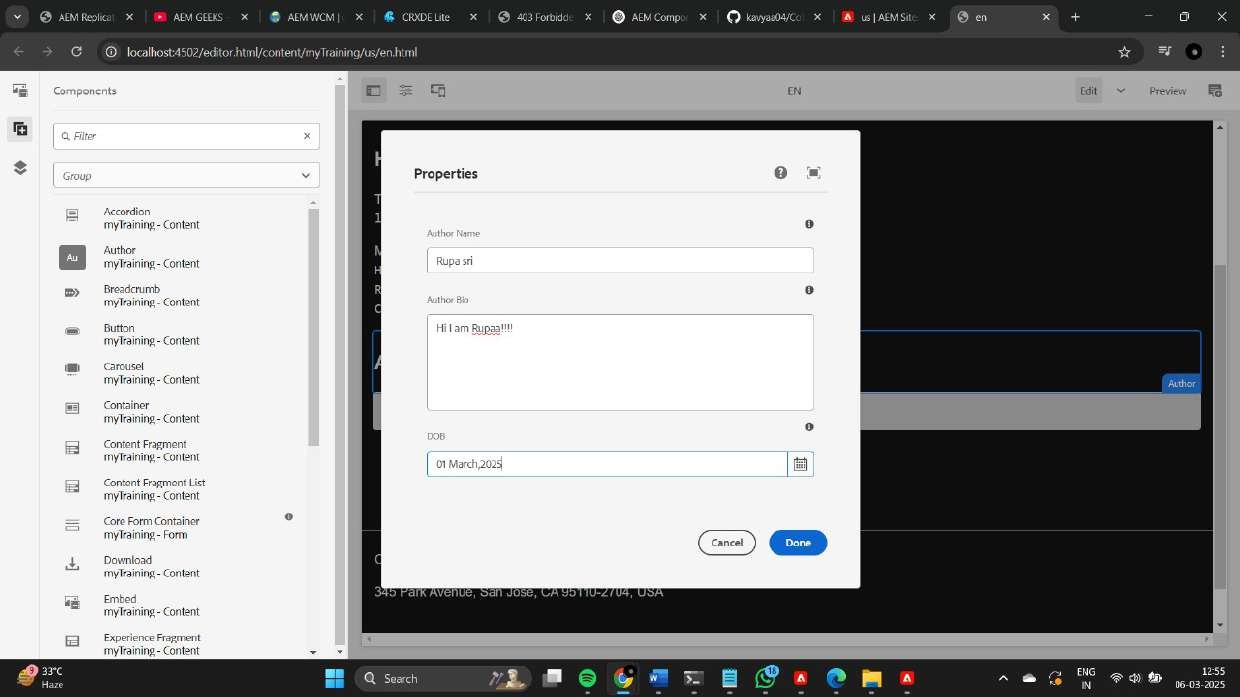 AEM Replicat
AEM GEEKS -
AEM WCM |
CRXDE Lite
403 Forbidde
AEM Compo
kavyaa04/Col
us | AEM Site
en
localhost:4502/editor.html/content/myTraining/us/en.html
Components
EN
Edit
Preview
Filter
Group
Accordion
myTraining - Content
Au
Author
myTraining - Content
Breadcrumb
myTraining - Content
Button
myTraining - Content
Carousel
myTraining - Content
Container
myTraining - Content
Content Fragment
myTraining - Content
Content Fragment List
myTraining - Content
Core Form Container
myTraining - Form
Download
myTraining - Content
Embed
myTraining - Content
Experience Fragment
myTraining - Content
Properties
Author Name
Rupa sri
Author Bio
Hi I am Rupaa!!!!
DOB
01 March,2025
Cancel
Done
Author
345 Park Avenue, San Jose, CA 95110-2704, USA
9
33°C
Haze
Search
18
ENG
IN
12:55
06-03-2025